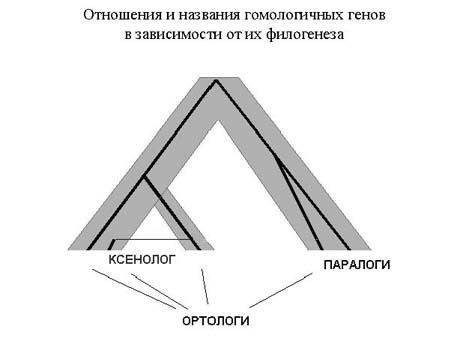 Отношения и названия гомологичных генов
в зависимости от их филогенеза
КСЕНОЛОГ
ПАРАЛОГИ
ОРТОЛОГИ